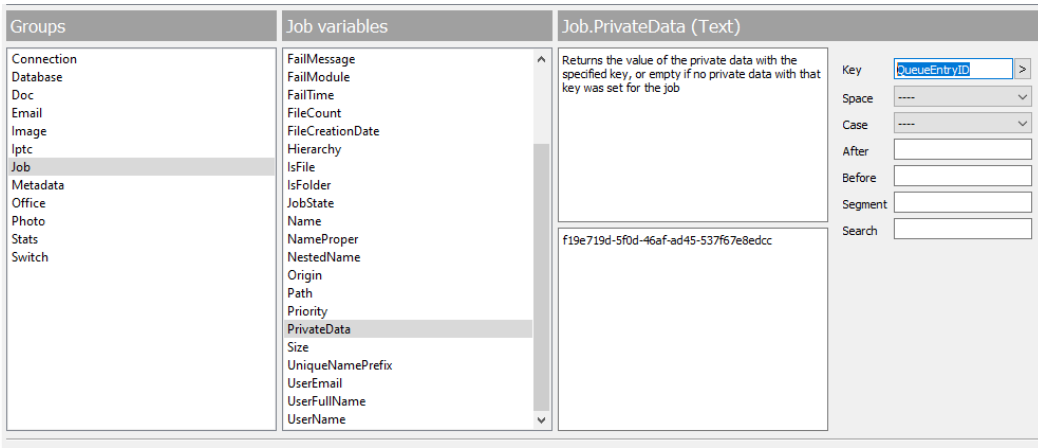 Groups
Job variables
Job.PrivateData (Text)
Connection
Database
Doc
Email
Image
Iptc
Job
Metadata
Office
Photo
Stats
Switch
FailMessage
FailModule
FailTime
FileCount
FileCreationDate
Hierarchy
IsFile
IsFolder
JobState
Name
NameProper
NestedName
Origin
Path
Priority
PrivateData
Size
UniqueNamePrefix
UserEmail
UserFullName
UserName
Returns the value of the private data with the
specified key, or empty if no private data with that
key was set for the job
f19e719d-5f0d-46af-ad45-537f67e8edcc
Key QueueEntryID >
Space ----
Case ----
After
Before
Segment
Search